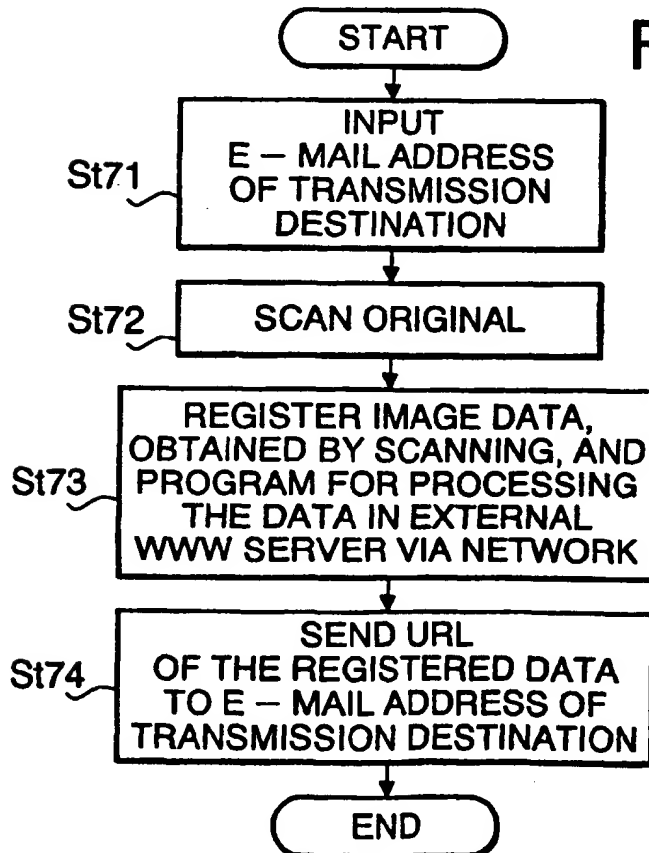 START
F
INPUT
E – MAIL ADDRESS
OF TRANSMISSION
DESTINATION
St71
SCAN ORIGINAL
St72
REGISTER IMAGE DATA,
OBTAINED BY SCANNING, AND
PROGRAM FOR PROCESSING
THE DATA IN EXTERNAL
WWW SERVER VIA NETWORK
St73
SEND URL
OF THE REGISTERED DATA
TO E – MAIL ADDRESS OF
TRANSMISSION DESTINATION
St74
END